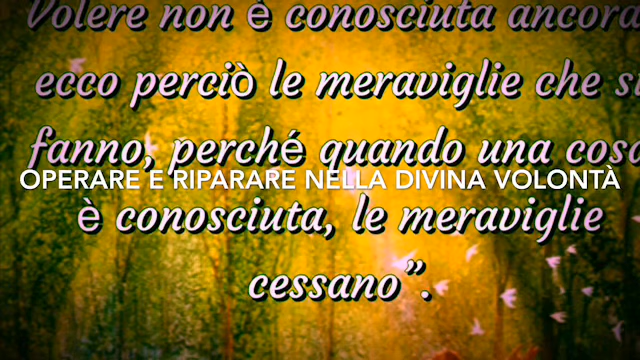 Volere non è conosciuta ancora
ecco perciò le meraviglie che si
fanno, perché quando una cosa
OPERARE E RIPARARE NELLA DIVINA VOLONTÀ
è conosciuta, le meraviglie
cessano”.